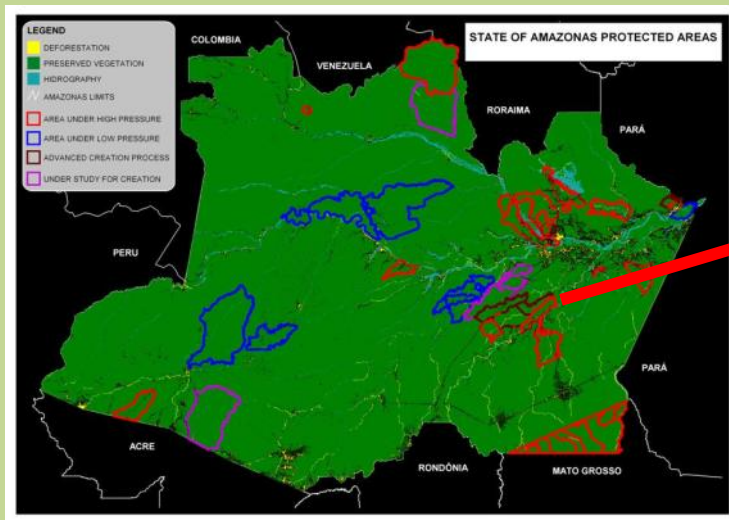 LEGEND
DEFORESTATION
PRESERVED VEGETATION
HIDROGRAPHY
AMAZONAS LIMITS
AREA UNDER HIGH PRESSURE
AREA UNDER LOW PRESSURE
ADVANCED CREATION PROCESS
UNDER STUDY FOR CREATION
STATE OF AMAZONAS PROTECTED AREAS
COLOMBIA
VENEZUELA
RORAIMA
PARÁ
PERU
PARÁ
ACRE
RONDÔNIA
MATO GROSSO